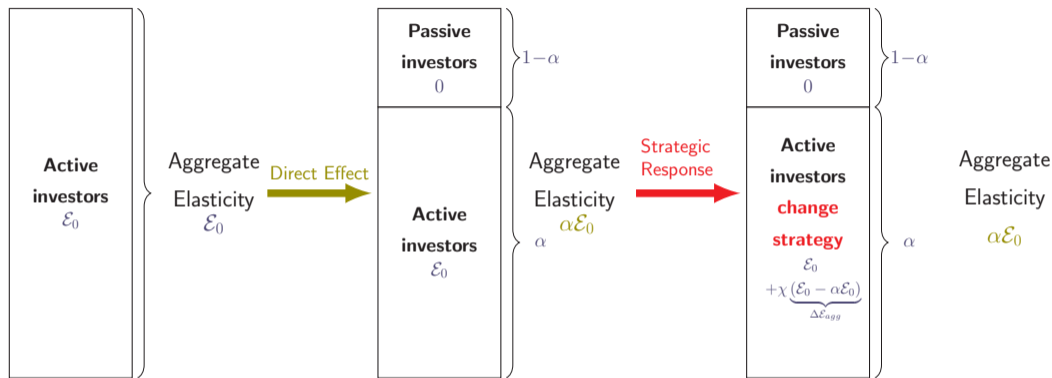 Active
investors
ℰ₀
Aggregate
Elasticity
ℰ₀
Direct Effect
Passive
investors
0
1−α
Active
investors
ℰ₀
α
Aggregate
Elasticity
αℰ₀
Strategic
Response
Passive
investors
0
1−α
Active
investors
change
strategy
ℰ₀
+χ (ℰ₀ − αℰ₀)
Δℰ_agg
α
Aggregate
Elasticity
αℰ₀